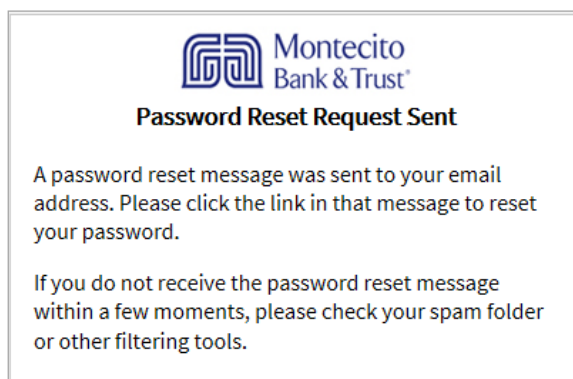 Montecito
Bank & Trust®
Password Reset Request Sent
A password reset message was sent to your email
address. Please click the link in that message to reset
your password.
If you do not receive the password reset message
within a few moments, please check your spam folder
or other filtering tools.